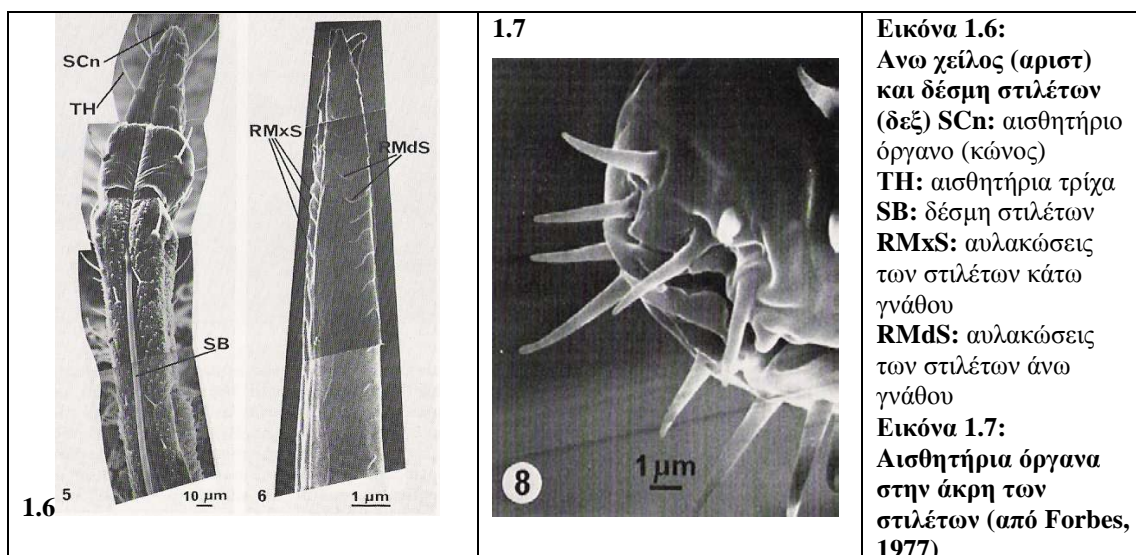 SCn
TH
SB
5
10 μm
1.6
RMxS
RMdS
6
1 μm
1.7
8
1 μm
Εικόνα 1.6:
Ανω χείλος (αριστ)
και δέσμη στιλέτων
(δεξ) SCn: αισθητήριο
όργανο (κώνος)
TH: αισθητήρια τρίχα
SB: δέσμη στιλέτων
RMxS: αυλακώσεις
των στιλέτων κάτω
γνάθου
RMdS: αυλακώσεις
των στιλέτων άνω
γνάθου
Εικόνα 1.7:
Αισθητήρια όργανα
στην άκρη των
στιλέτων (από Forbes,
1977)